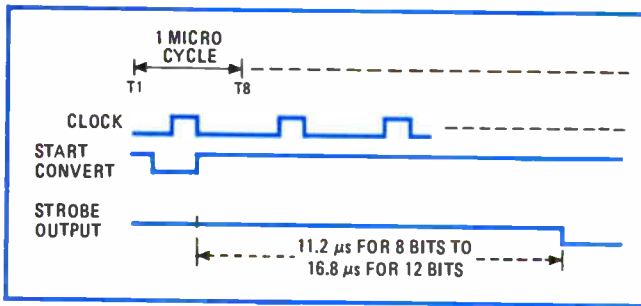 1 MICRO
CYCLE
T1
T8
CLOCK
START
CONVERT
STROBE
OUTPUT
11.2 μs FOR 8 BITS TO
16.8 μs FOR 12 BITS